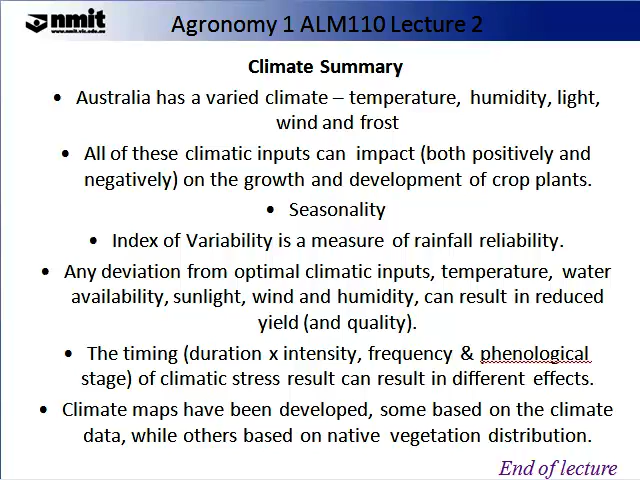 nmit
www.nmit.vic.edu.au
Agronomy 1 ALM110 Lecture 2
Climate Summary
• Australia has a varied climate – temperature, humidity, light,
wind and frost
• All of these climatic inputs can impact (both positively and
negatively) on the growth and development of crop plants.
• Seasonality
• Index of Variability is a measure of rainfall reliability.
• Any deviation from optimal climatic inputs, temperature, water
availability, sunlight, wind and humidity, can result in reduced
yield (and quality).
• The timing (duration x intensity, frequency & phenological
stage) of climatic stress result can result in different effects.
• Climate maps have been developed, some based on the climate
data, while others based on native vegetation distribution.
End of lecture